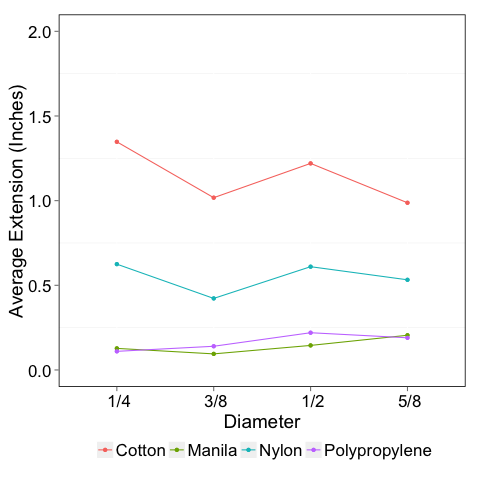 Average Extension (Inches)
2.0
1.5
1.0
0.5
0.0
1/4 3/8 1/2 5/8
Diameter
Cotton Manila Nylon Polypropylene